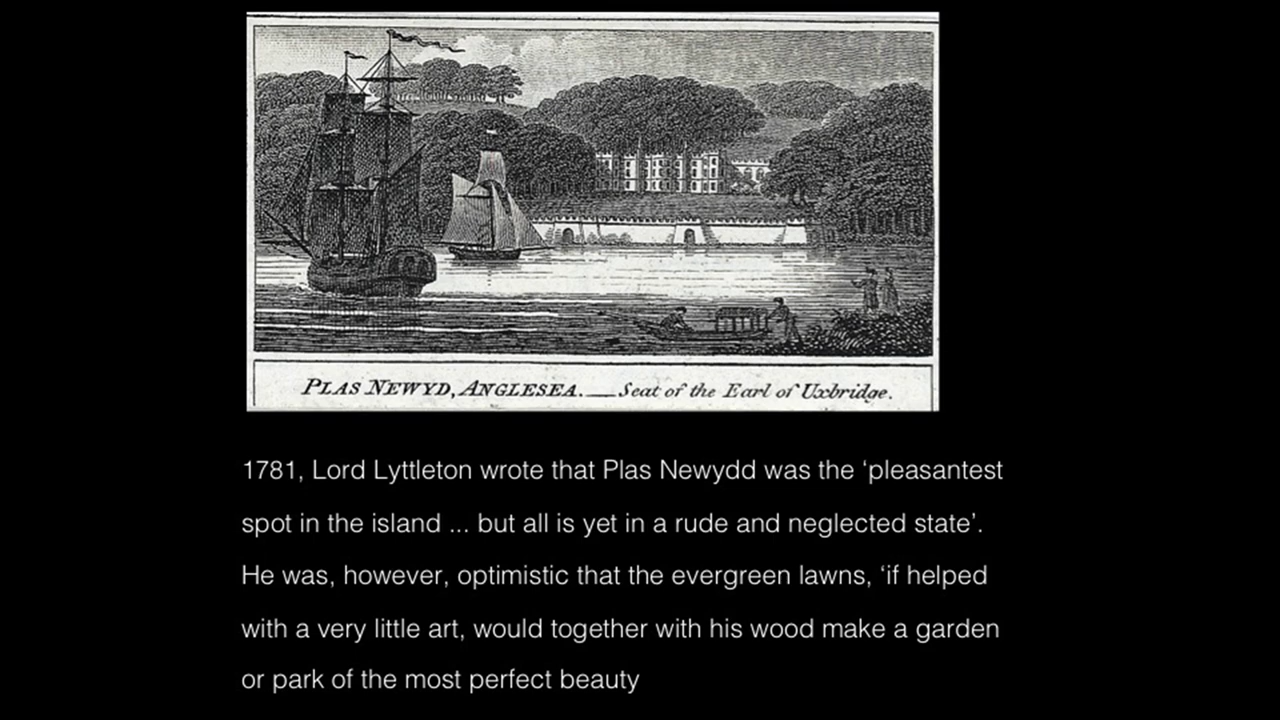 PLAS NEWYD, ANGLESEA.__Seat of the Earl of Uxbridge.
1781, Lord Lyttleton wrote that Plas Newydd was the ‘pleasantest
spot in the island ... but all is yet in a rude and neglected state’.
He was, however, optimistic that the evergreen lawns, ‘if helped
with a very little art, would together with his wood make a garden
or park of the most perfect beauty